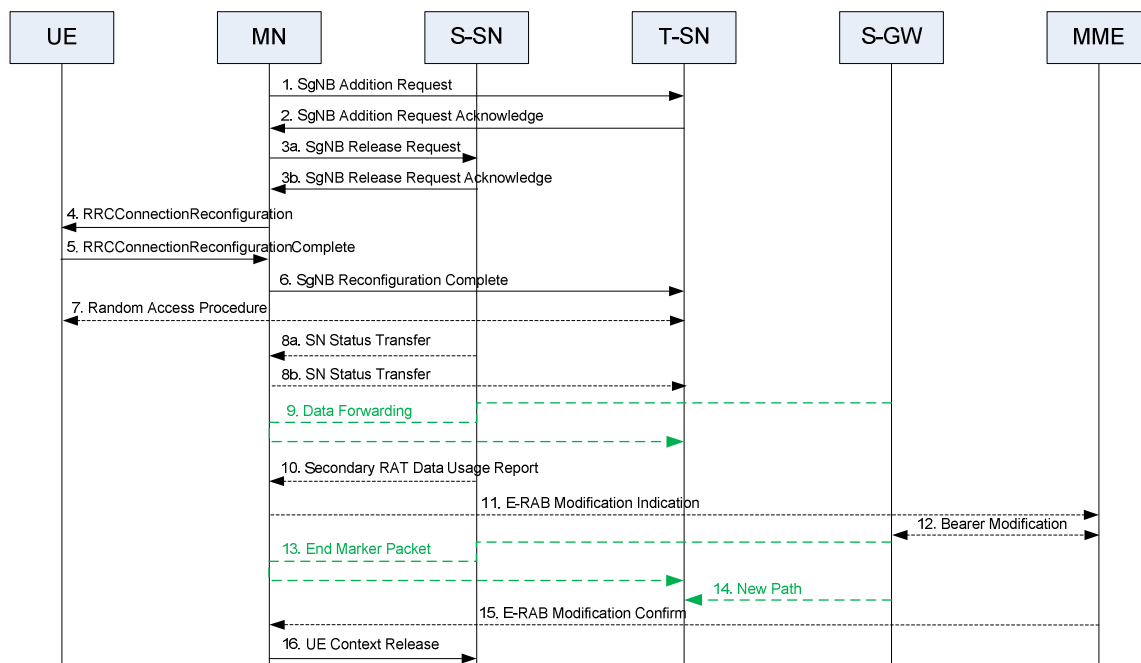 UE MN S-SN T-SN S-GW MME
1. SgNB Addition Request
2. SgNB Addition Request Acknowledge
3a. SgNB Release Request
3b. SgNB Release Request Acknowledge
4. RRCConnectionReconfiguration
5. RRCConnectionReconfigurationComplete
6. SgNB Reconfiguration Complete
7. Random Access Procedure
8a. SN Status Transfer
8b. SN Status Transfer
9. Data Forwarding
10. Secondary RAT Data Usage Report
11. E-RAB Modification Indication
12. Bearer Modification
13. End Marker Packet
14. New Path
15. E-RAB Modification Confirm
16. UE Context Release